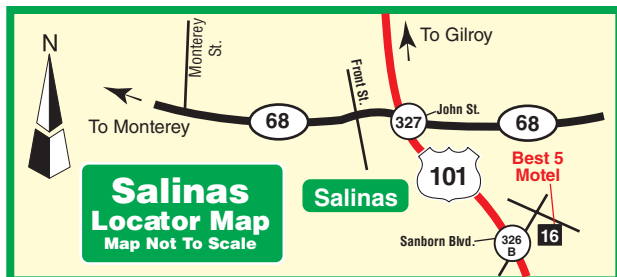 N
Monterey
St.
To Gilroy
Front St.
To Monterey
68
327
John St.
68
101
Best 5
Motel
Salinas
Locator Map
Map Not To Scale
Salinas
Sanborn Blvd.
326
B
16